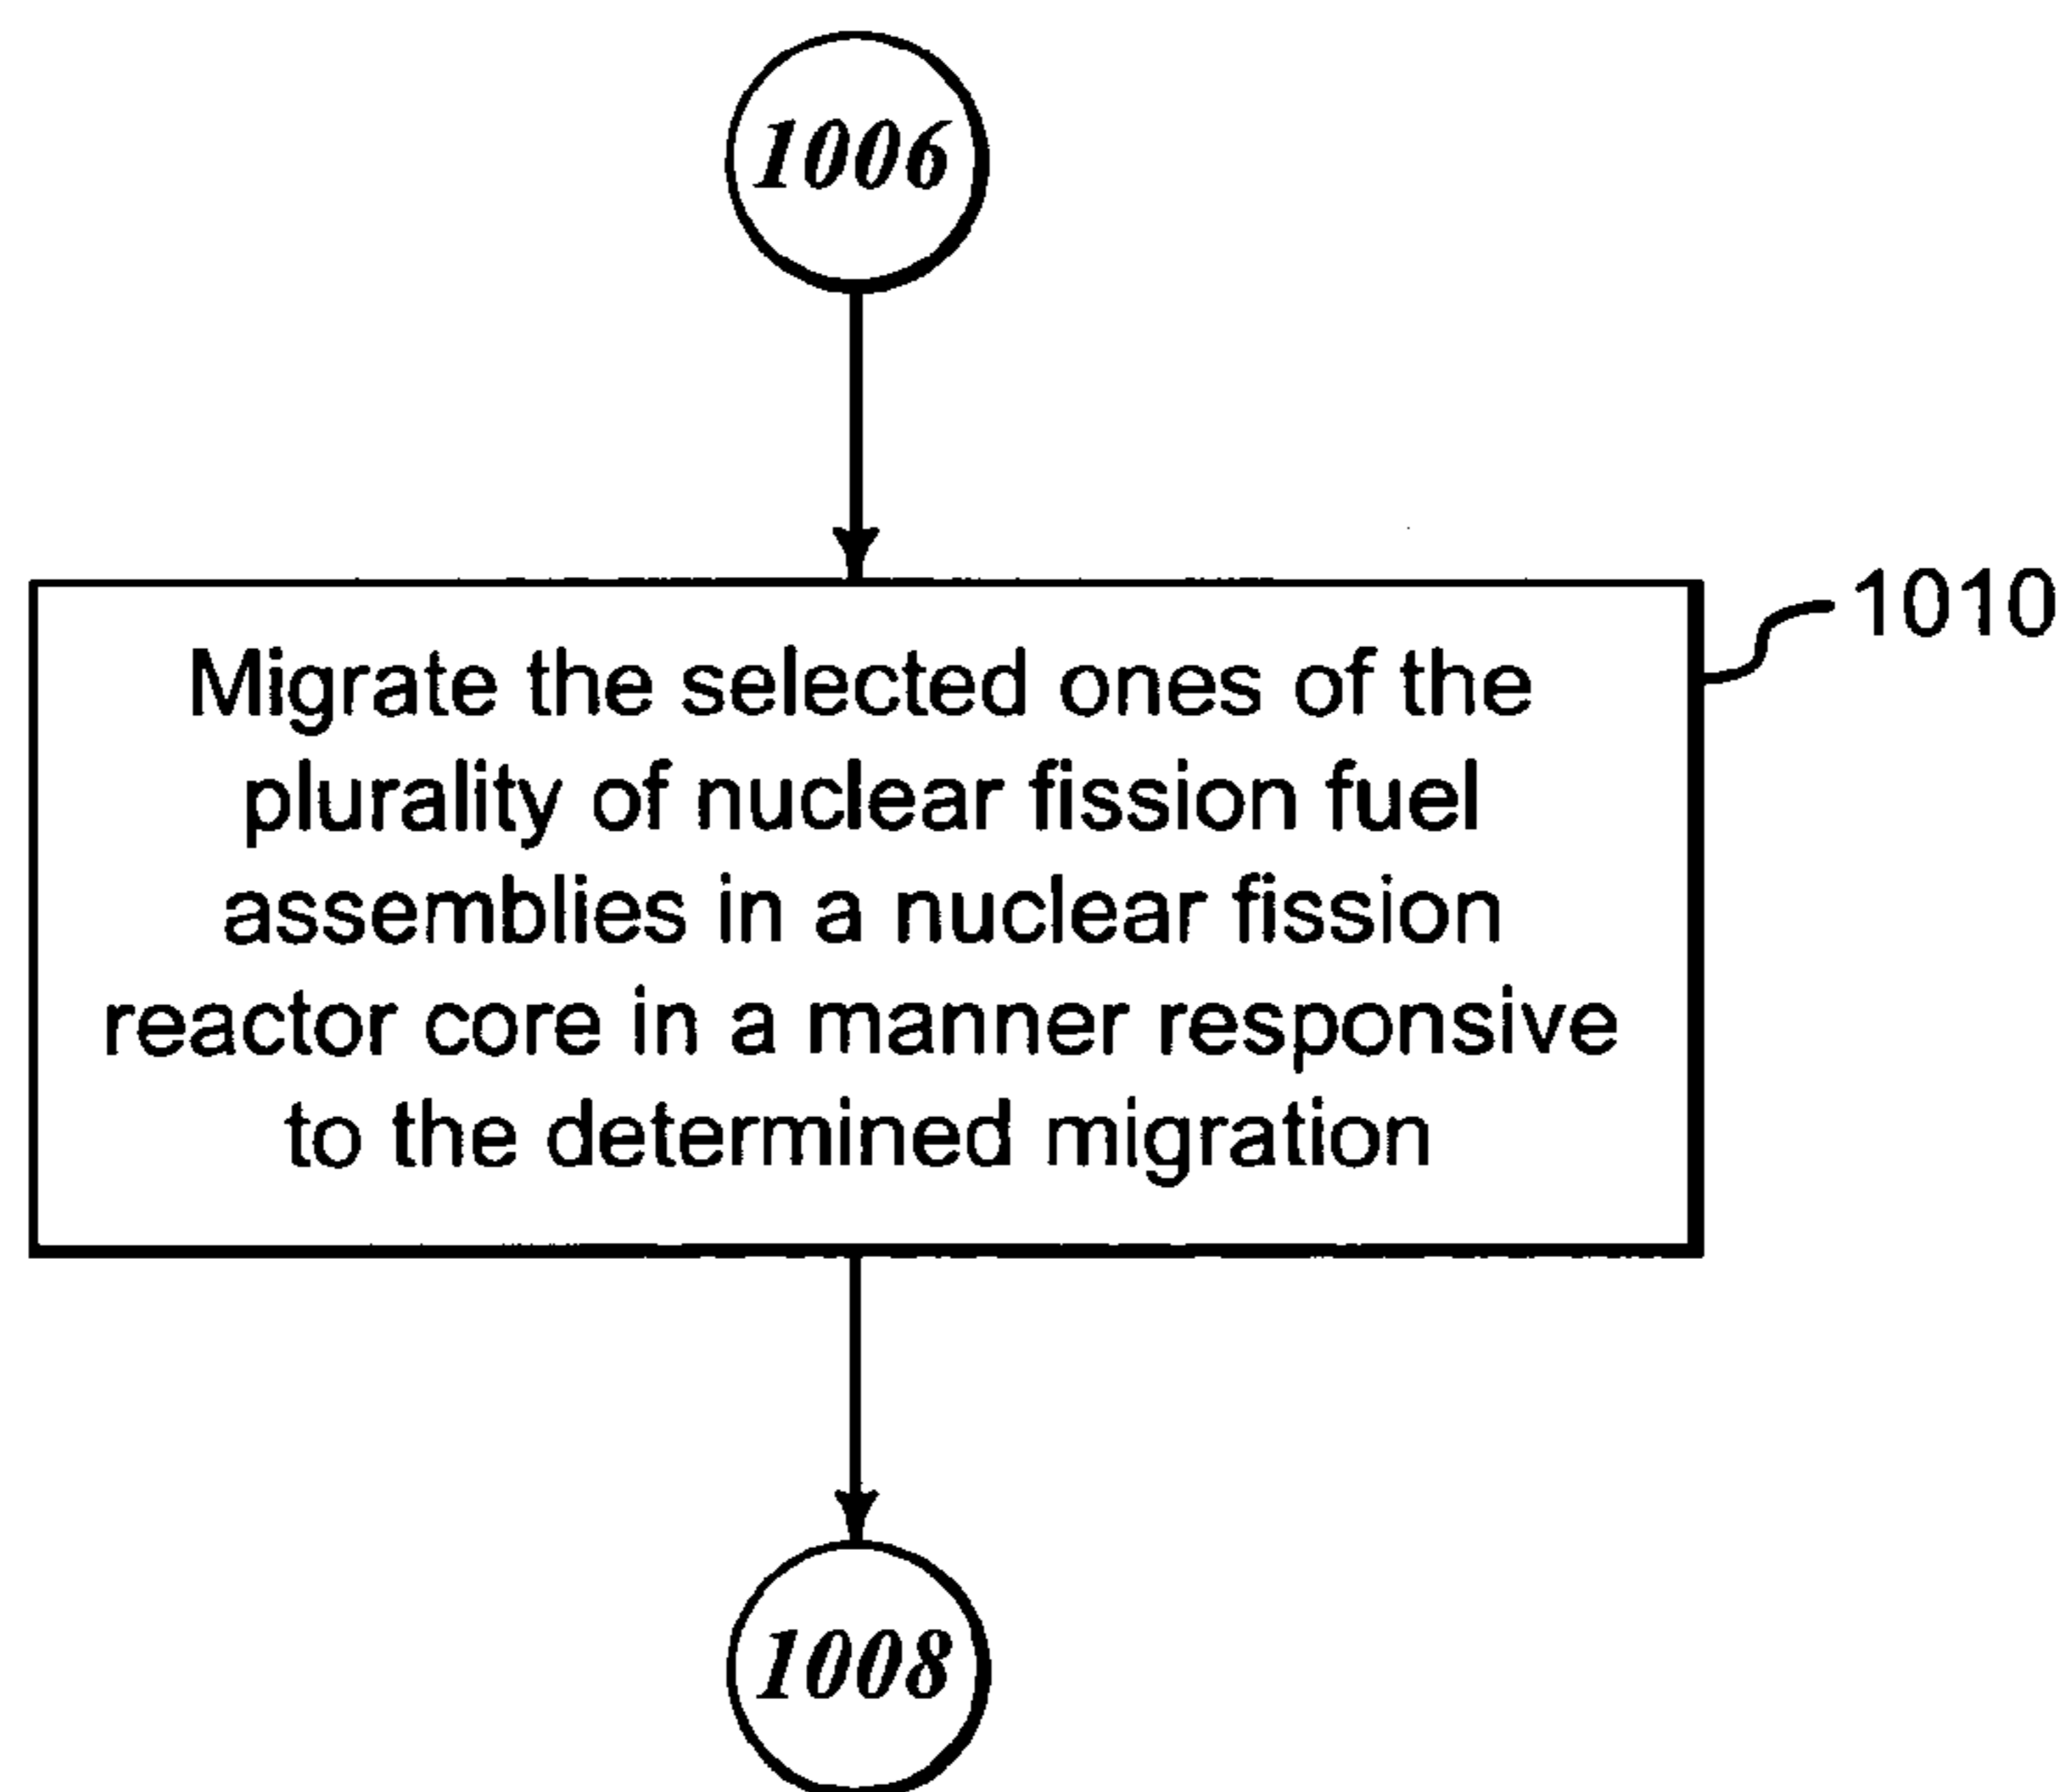 1006
1010
Migrate the selected ones of the
plurality of nuclear fission fuel
assemblies in a nuclear fission
reactor core in a manner responsive
to the determined migration
1008